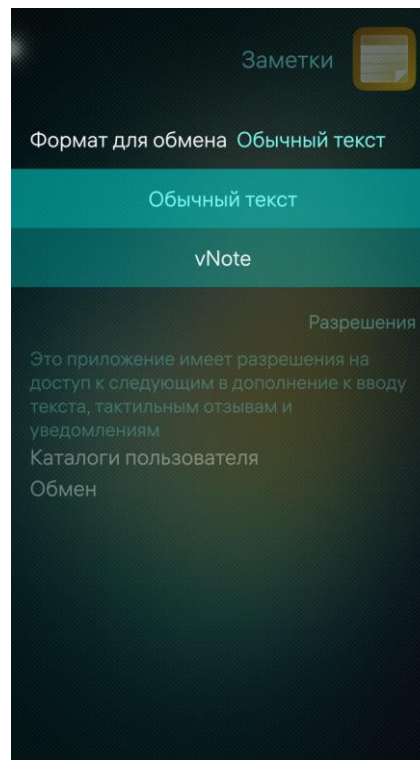 Заметки
Формат для обмена Обычный текст
Обычный текст
vNote
Разрешения
Это приложение имеет разрешения на
доступ к следующим в дополнение к вводу
текста, тактильным отзывам и
уведомлениям
Каталоги пользователя
Обмен